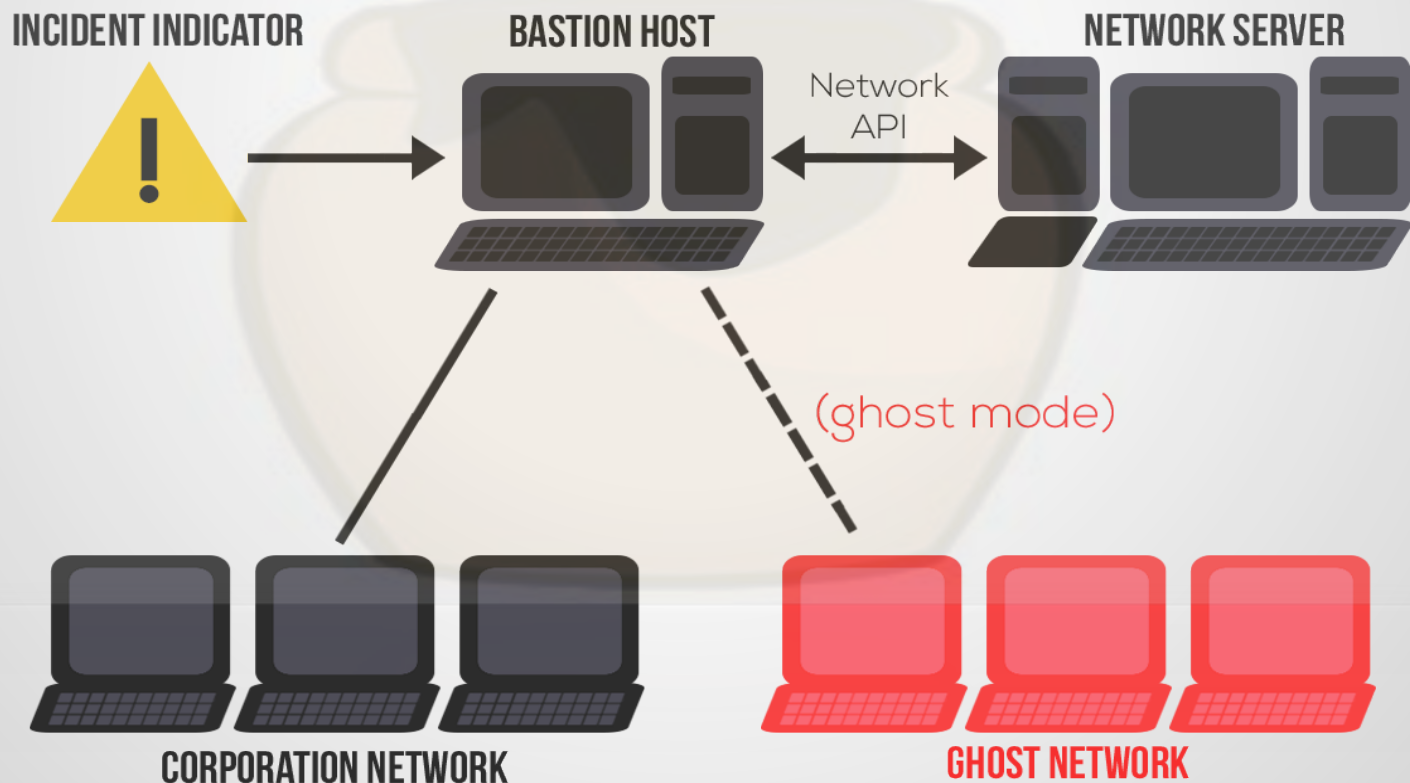 INCIDENT INDICATOR
BASTION HOST
NETWORK SERVER
!
Network
API
(ghost mode)
CORPORATION NETWORK
GHOST NETWORK